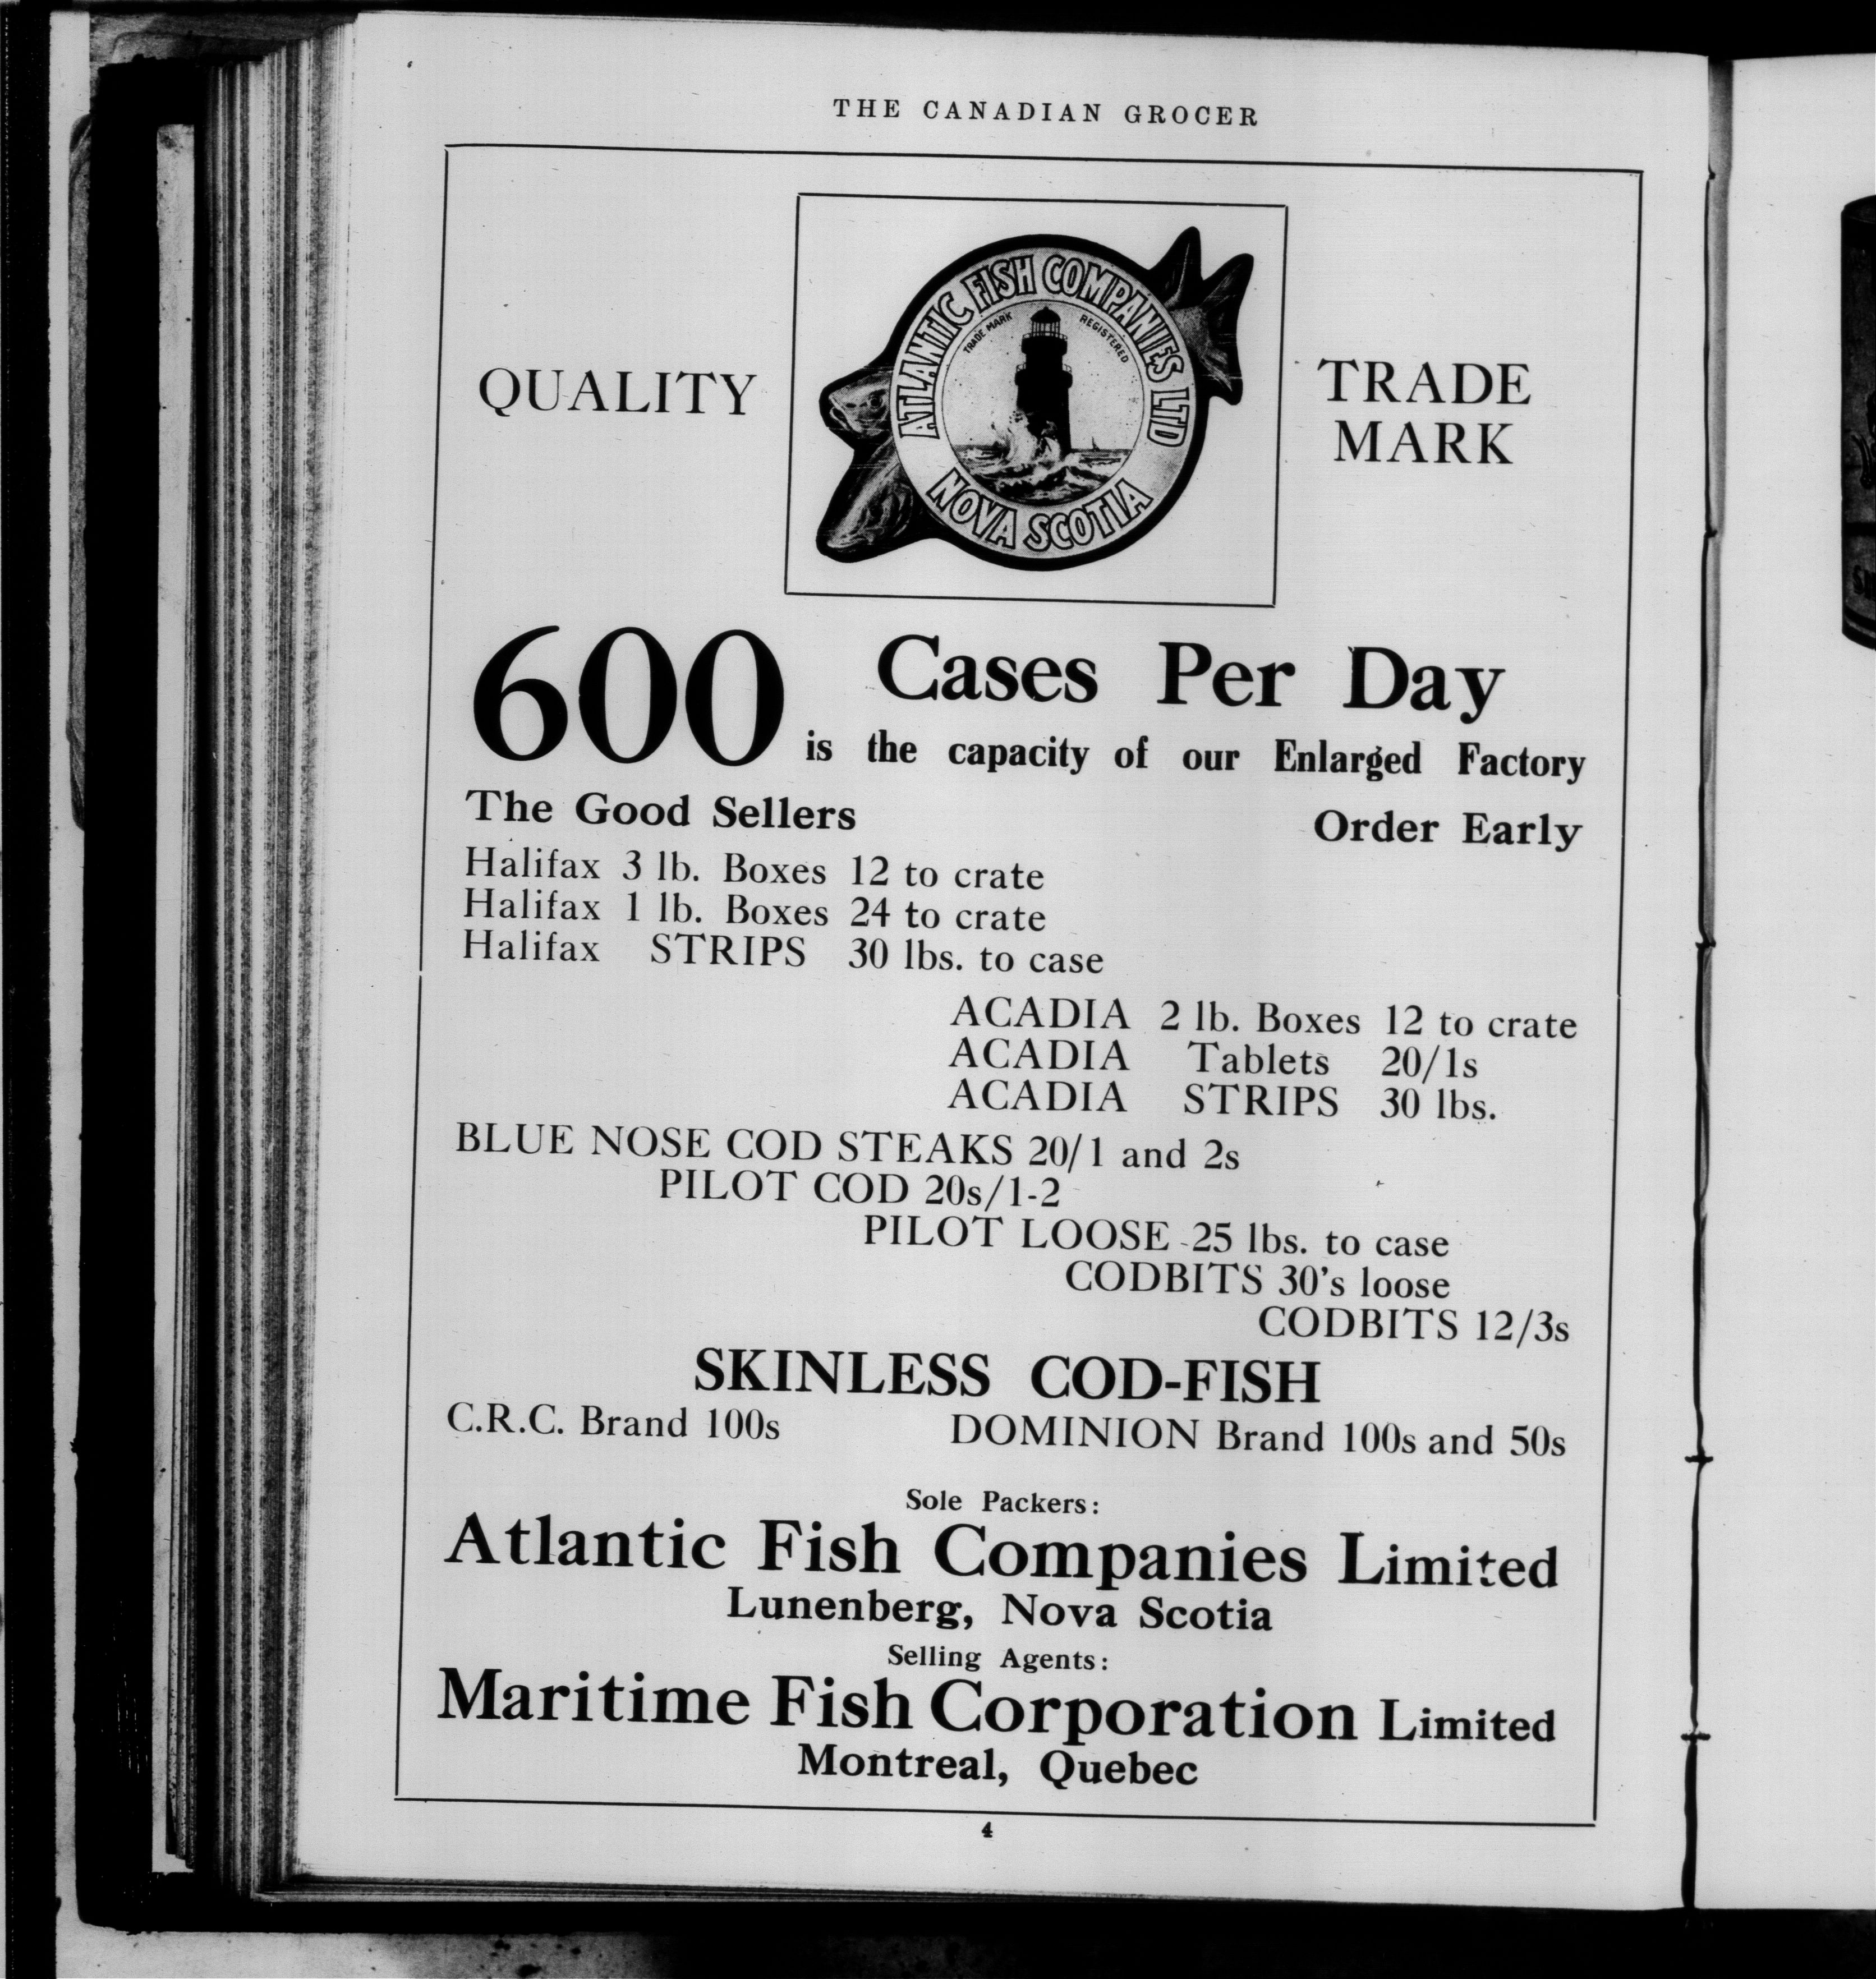 THE CANADIAN GROCER
QUALITY
ATLANTIC FISH COMPANIES LTD
TRADE MARK REGISTERED
NOVA SCOTIA
TRADE
MARK
600 Cases Per Day
is the capacity of our Enlarged Factory
The Good Sellers
Order Early
Halifax 3 lb. Boxes 12 to crate
Halifax 1 lb. Boxes 24 to crate
Halifax STRIPS 30 lbs. to case
ACADIA 2 lb. Boxes 12 to crate
ACADIA Tablets 20/1s
ACADIA STRIPS 30 lbs.
BLUE NOSE COD STEAKS 20/1 and 2s
PILOT COD 20s/1-2
PILOT LOOSE 25 lbs. to case
CODBITS 30's loose
CODBITS 12/3s
SKINLESS COD-FISH
C.R.C. Brand 100s DOMINION Brand 100s and 50s
Sole Packers:
Atlantic Fish Companies Limited
Lunenberg, Nova Scotia
Selling Agents:
Maritime Fish Corporation Limited
Montreal, Quebec
4